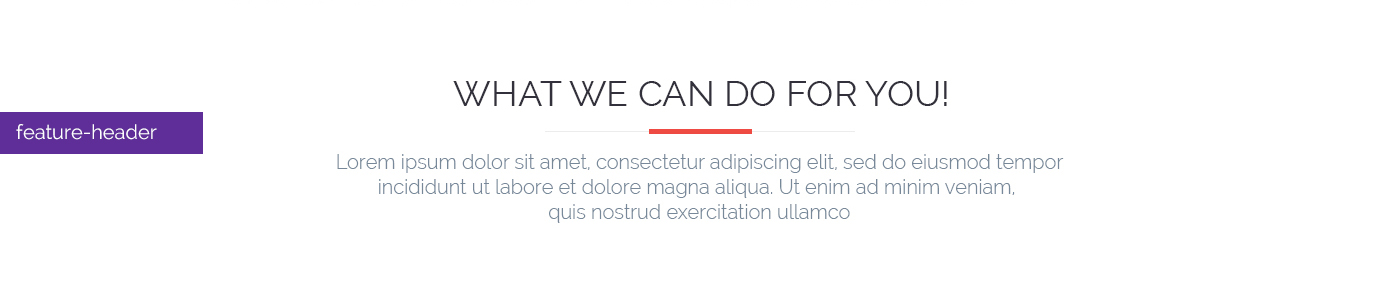 WHAT WE CAN DO FOR YOU!
feature-header
Lorem ipsum dolor sit amet, consectetur adipiscing elit, sed do eiusmod tempor
incididunt ut labore et dolore magna aliqua. Ut enim ad minim veniam,
quis nostrud exercitation ullamco